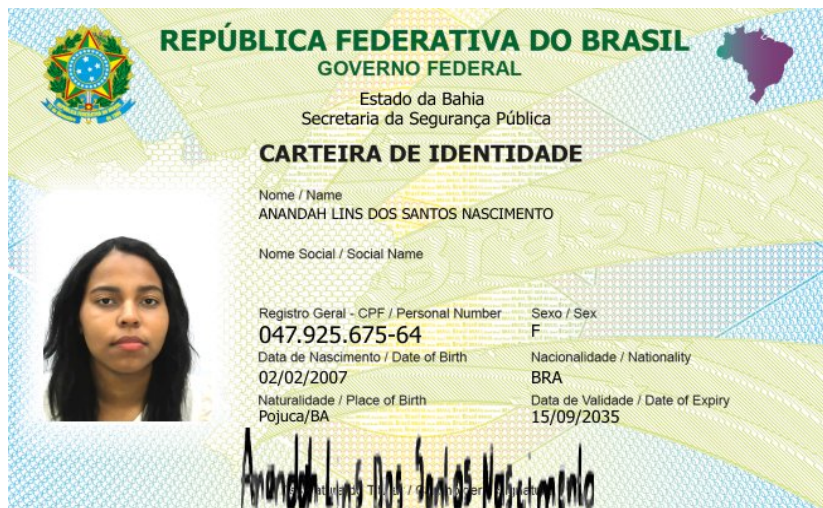 REPÚBLICA FEDERATIVA DO BRASIL
GOVERNO FEDERAL
Estado da Bahia
Secretaria da Segurança Pública
CARTEIRA DE IDENTIDADE
Nome / Name
ANANDAH LINS DOS SANTOS NASCIMENTO
Nome Social / Social Name
Registro Geral - CPF / Personal Number Sexo / Sex
047.925.675-64 F
Data de Nascimento / Date of Birth Nacionalidade / Nationality
02/02/2007 BRA
Naturalidade / Place of Birth Data de Validade / Date of Expiry
Pojuca/BA 15/09/2035
Anandah Lins Dos Santos Nascimento
Brasil